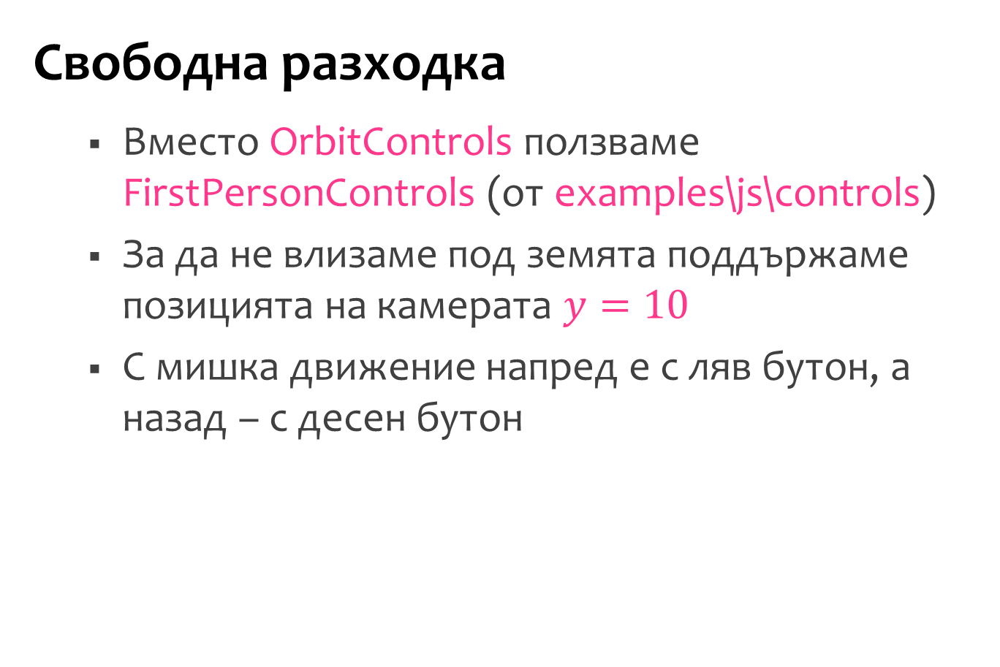 Свободна разходка
▪ Вместо OrbitControls ползваме
FirstPersonControls (от examples\js\controls)
▪ За да не влизаме под земята поддържаме
позицията на камерата y = 10
▪ С мишка движение напред е с ляв бутон, а
назад – с десен бутон